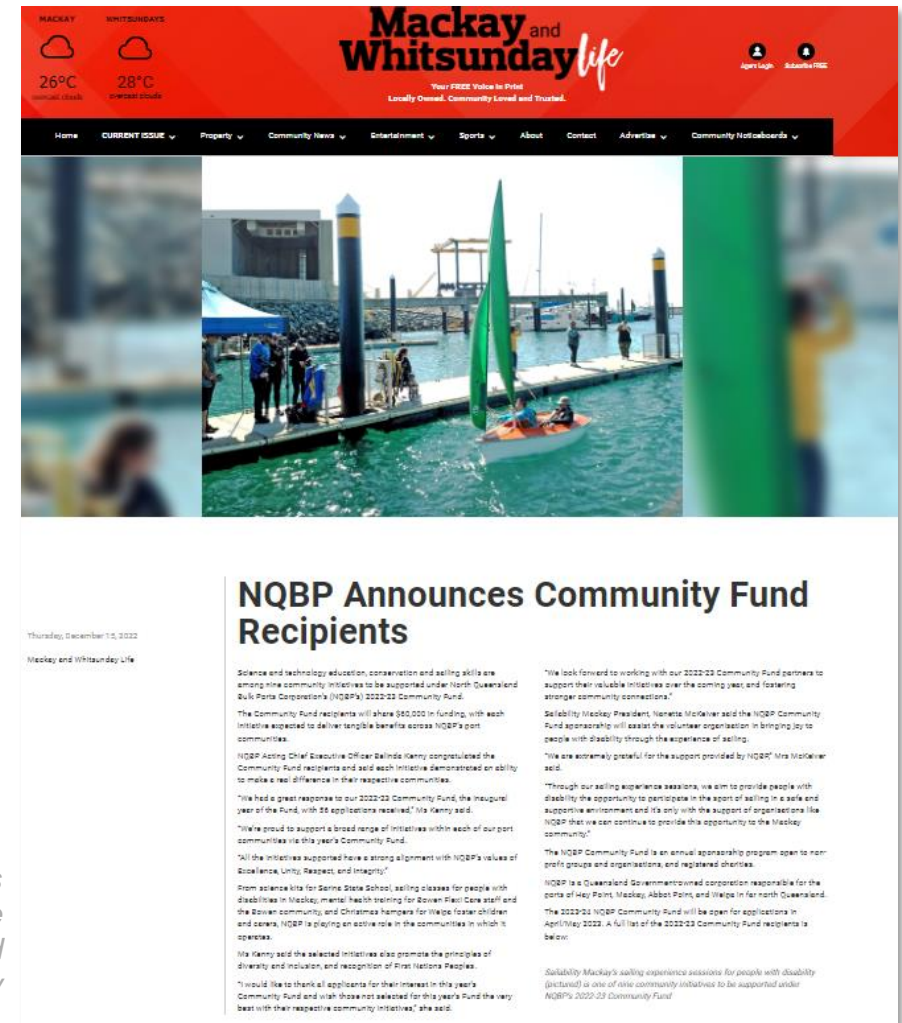 MACKAY
WHITSUNDAYS
26°C
overcast clouds
28°C
overcast clouds
Mackay and
Whitsunday life
Your FREE Voice in Print
Locally Owned. Community Loved and Trusted.
Agent Login
Subscribe FREE
Home
CURRENT ISSUE
Property
Community News
Entertainment
Sports
About
Contact
Advertise
Community Noticeboards
NQBP Announces Community Fund
Recipients
Thursday, December 15, 2022
Mackay and Whitsunday Life
Science and technology education, conservation and sailing skills are
among nine community initiatives to be supported under North Queensland
Bulk Ports Corporation's (NQBP's) 2022-23 Community Fund.
The Community Fund recipients will share $60,000 in funding, with each
initiative expected to deliver tangible benefits across NQBP's port
communities.
NQBP Acting Chief Executive Officer Belinda Kenny congratulated the
Community Fund recipients and said each initiative demonstrated an ability
to make a real difference in their respective communities.
"We had a great response to our 2022-23 Community Fund, the inaugural
year of the Fund, with applications received," Ms Kenny said.
"We're proud to support a broad range of initiatives within each of our port
communities via this year's Community Fund.
"All the initiatives supported have a strong alignment with NQBP's values of
Excellence, Unity, Respect, and Integrity."
From science kits for Sarina State School, sailing classes for people with
disabilities in Mackay, mental health training for Bowen Flexi Care staff and
the Bowen community, and Christmas hampers for Weipa foster children
and carers, NQBP is playing an active role in the communities in which it
operates.
Ms Kenny said the selected initiatives also promote the principles of
diversity and inclusion, and recognition of First Nations Peoples.
"I would like to thank all applicants for their interest in this year's
Community Fund and wish those not selected for this year's Fund the very
best with their respective community initiatives," she said.
"We look forward to working with our 2022-23 Community Fund partners to
support their valuable initiatives over the coming year, and fostering
stronger community connections."
Sailability Mackay President, Nanette McKeiver said the NQBP Community
Fund sponsorship will assist the volunteer organisation in bringing joy to
people with disability through the experience of sailing.
"We are extremely grateful for the support provided by NQBP," Mrs McKeiver
said.
"Through our sailing experience sessions, we aim to provide people with
disability the opportunity to participate in the sport of sailing in a safe and
supportive environment and it's only with the support of organisations like
NQBP that we can continue to provide this opportunity to the Mackay
community."
The NQBP Community Fund is an annual sponsorship program open to non-
profit groups and organisations, and registered charities.
NQBP is a Queensland Government-owned corporation responsible for the
ports of Hay Point, Mackay, Abbot Point, and Weipa in far north Queensland.
The 2023-24 NQBP Community Fund will be open for applications in
April/May 2023. A full list of the 2022-23 Community Fund recipients is
below:
Sailability Mackay's sailing experience sessions for people with disability
(pictured) is one of nine community initiatives to be supported under
NQBP's 2022-23 Community Fund